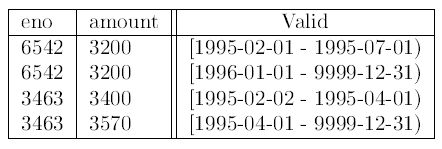 eno amount Valid
6542 3200 [1995-02-01 - 1995-07-01)
6542 3200 [1996-01-01 - 9999-12-31)
3463 3400 [1995-02-02 - 1995-04-01)
3463 3570 [1995-04-01 - 9999-12-31)